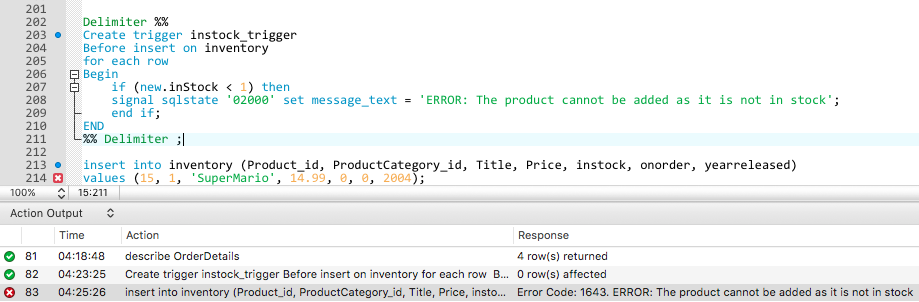 201
202 Delimiter %%
203 Create trigger instock_trigger
204 Before insert on inventory
205 for each row
206 Begin
207 if (new.inStock < 1) then
208 signal sqlstate '02000' set message_text = 'ERROR: The product cannot be added as it is not in stock';
209 end if;
210 END
211 %% Delimiter ;
212
213 insert into inventory (Product_id, ProductCategory_id, Title, Price, instock, onorder, yearreleased)
214 values (15, 1, 'SuperMario', 14.99, 0, 0, 2004);
100% 15:211
Action Output
Time Action Response
81 04:18:48 describe OrderDetails 4 row(s) returned
82 04:23:25 Create trigger instock_trigger Before insert on inventory for each row B... 0 row(s) affected
83 04:25:26 insert into inventory (Product_id, ProductCategory_id, Title, Price, insto... Error Code: 1643. ERROR: The product cannot be added as it is not in stock